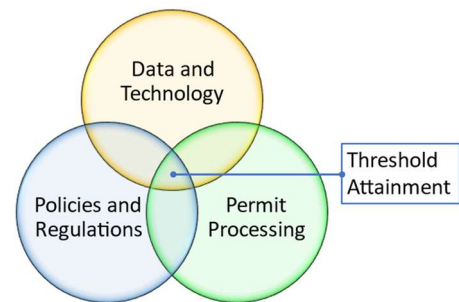 Data and
Technology
Threshold
Attainment
Policies and
Regulations
Permit
Processing